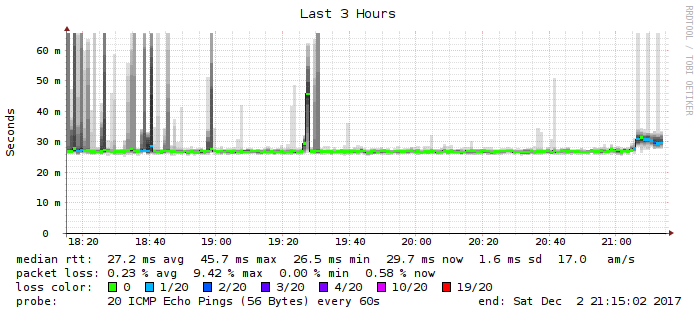 Last 3 Hours
RRDTOOL / TOBI OETIKER
Seconds
60 m
50 m
40 m
30 m
20 m
10 m
0
18:20 18:40 19:00 19:20 19:40 20:00 20:20 20:40 21:00
median rtt: 27.2 ms avg 45.7 ms max 26.5 ms min 29.7 ms now 1.6 ms sd 17.0 am/s
packet loss: 0.23 % avg 9.42 % max 0.00 % min 0.58 % now
loss color: 0 1/20 2/20 3/20 4/20 10/20 19/20
probe: 20 ICMP Echo Pings (56 Bytes) every 60s end: Sat Dec 2 21:15:02 2017